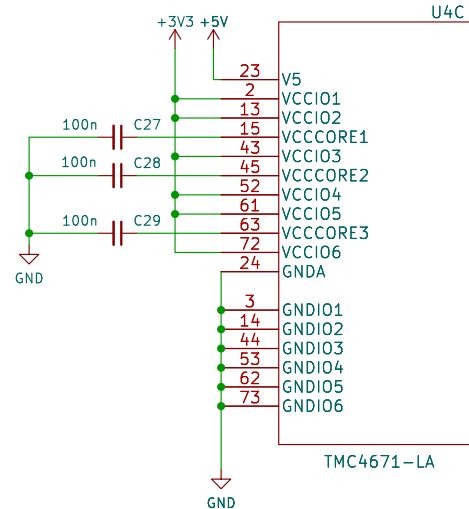 U4C
+3V3 +5V
23 V5
2 VCCIO1
13 VCCIO2
100n C27 15 VCCCORE1
43 VCCIO3
100n C28 45 VCCCORE2
52 VCCIO4
61 VCCIO5
100n C29 63 VCCCORE3
72 VCCIO6
24 GNDA
GND
3 GNDIO1
14 GNDIO2
44 GNDIO3
53 GNDIO4
62 GNDIO5
73 GNDIO6
TMC4671-LA
GND